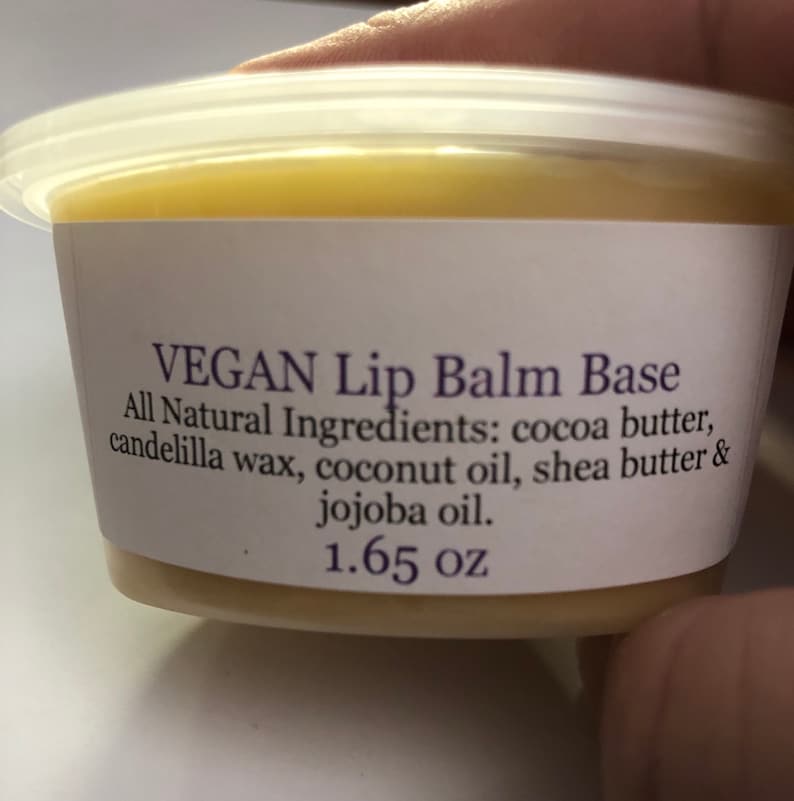 VEGAN Lip Balm Base
All Natural Ingredients: cocoa butter,
candelilla wax, coconut oil, shea butter &
jojoba oil.
1.65 oz